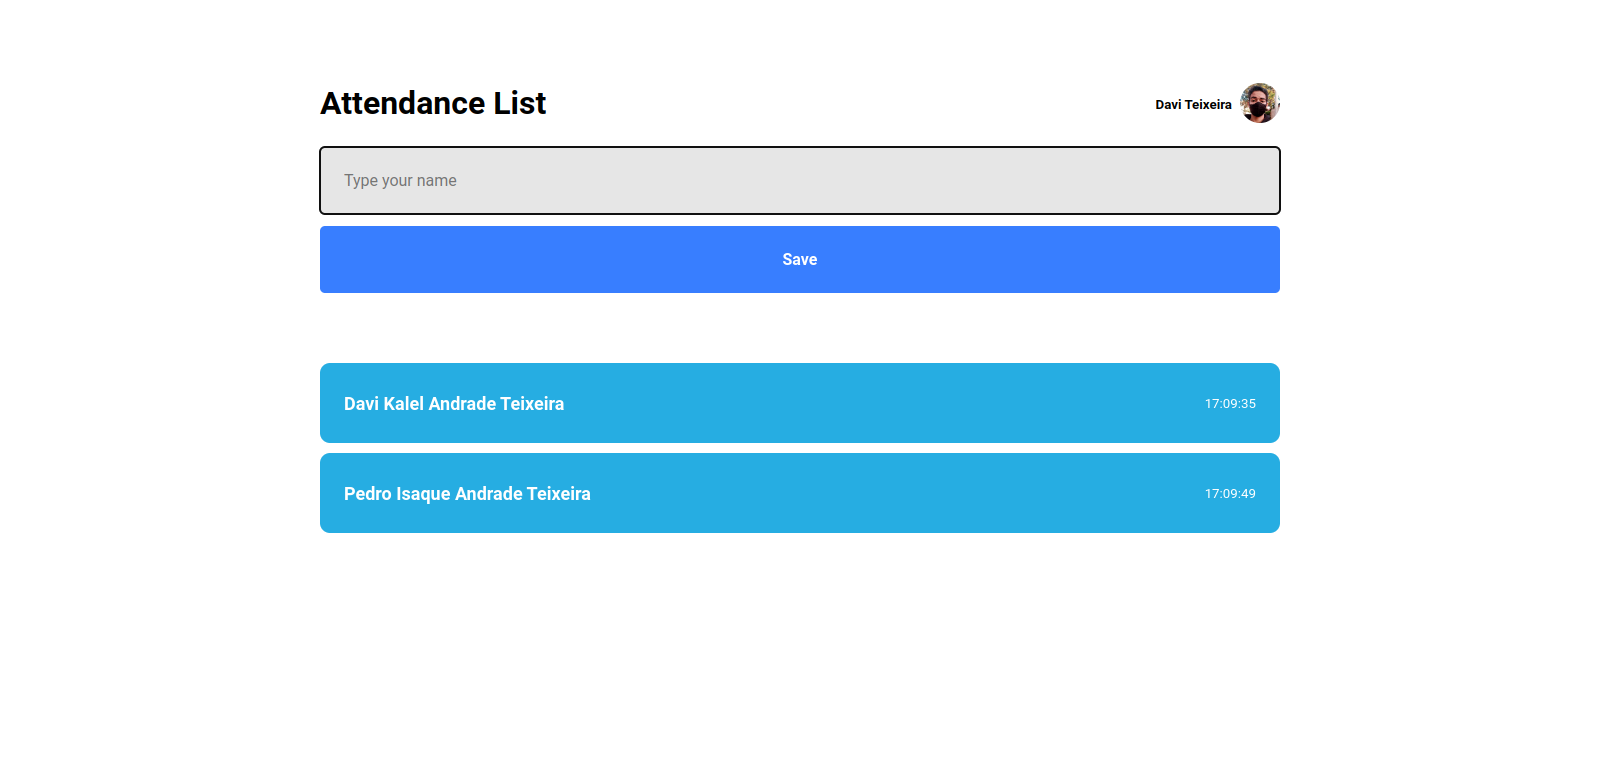 Attendance List
Davi Teixeira
Type your name
Save
Davi Kalel Andrade Teixeira
17:09:35
Pedro Isaque Andrade Teixeira
17:09:49